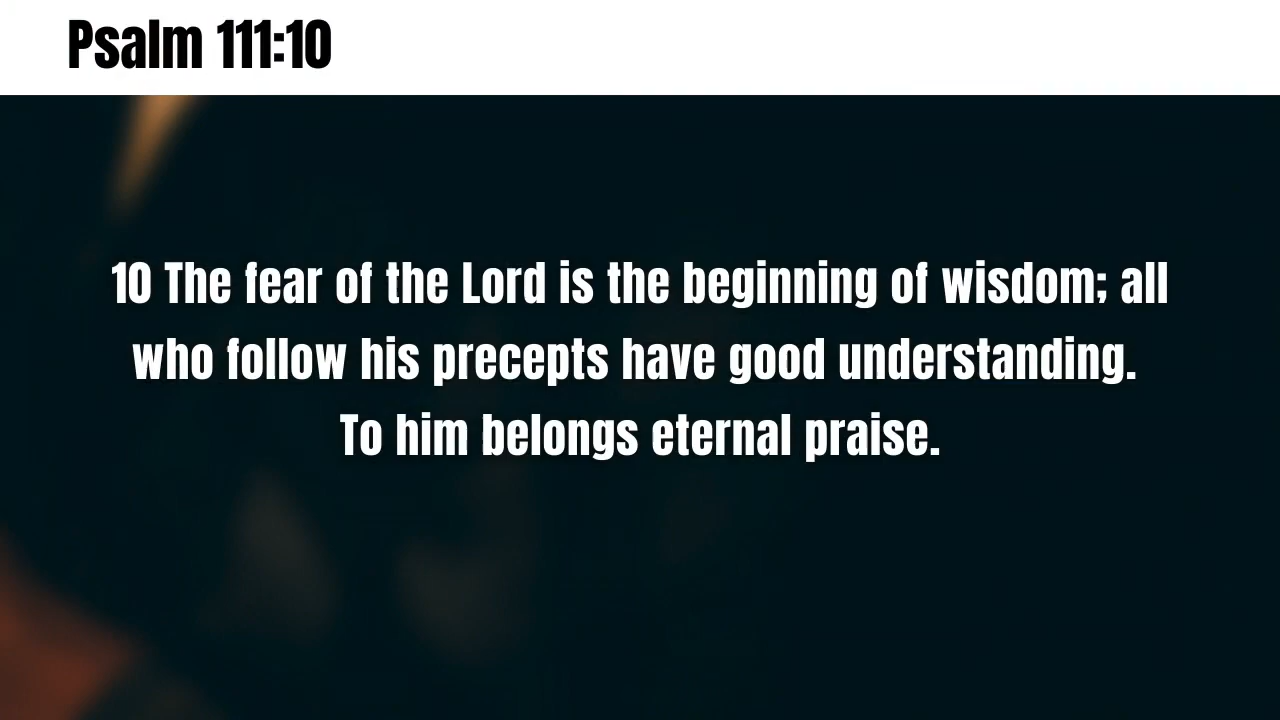 Psalm 111:10
10 The fear of the Lord is the beginning of wisdom; all
who follow his precepts have good understanding.
To him belongs eternal praise.